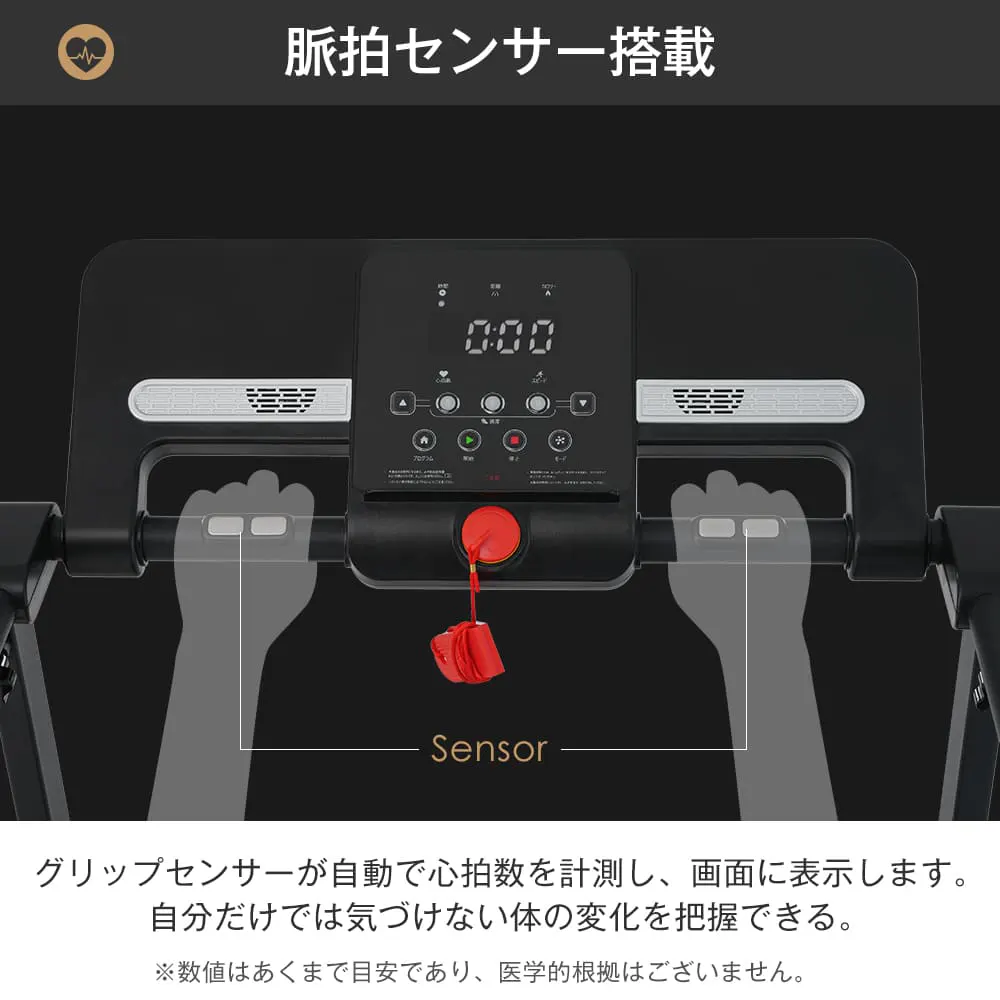 脈拍センサー搭載
時間 距離 カロリー
0:00
心拍数 スピード
速度
プログラム 開始 停止 モード
Sensor
グリップセンサーが自動で心拍数を計測し、画面に表示します。
自分だけでは気づけない体の変化を把握できる。
※数値はあくまで目安であり、医学的根拠はございません。